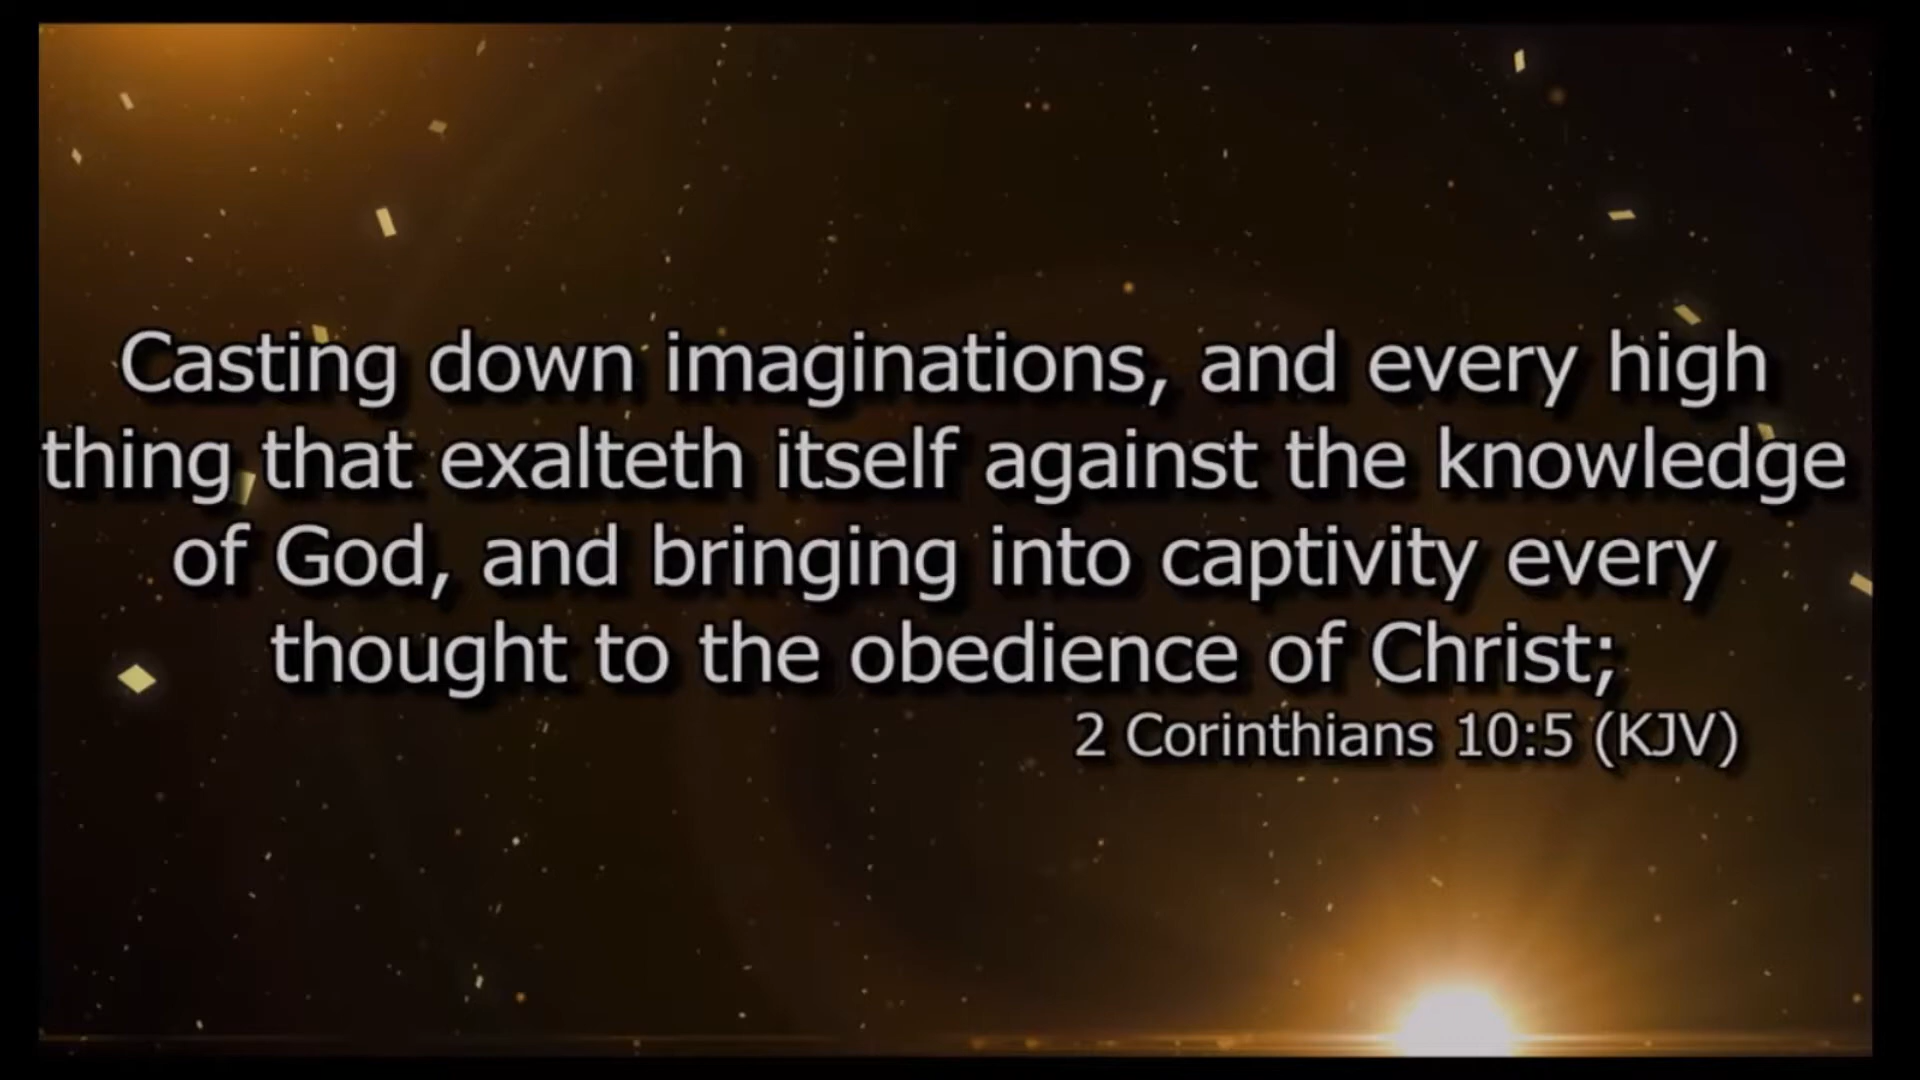 Casting down imaginations, and every high
thing that exalteth itself against the knowledge
of God, and bringing into captivity every
thought to the obedience of Christ;
2 Corinthians 10:5 (KJV)